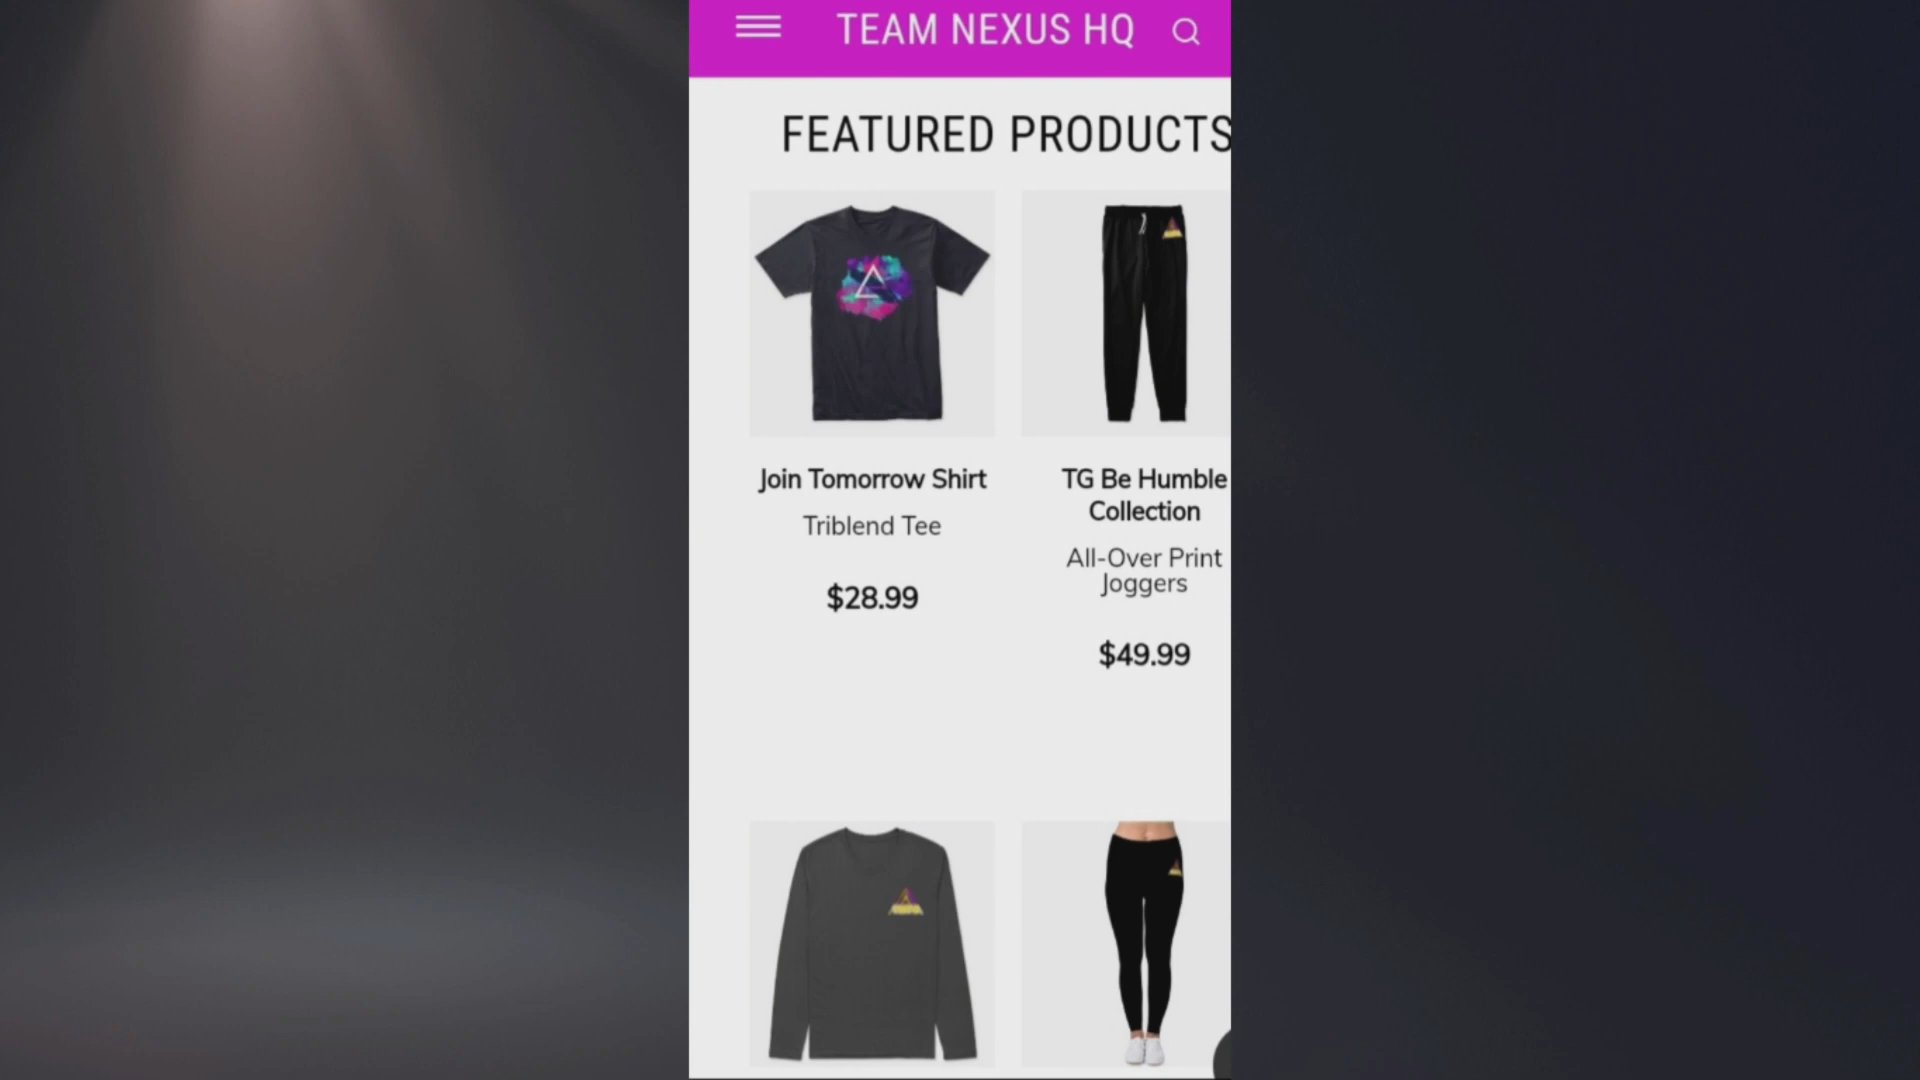 TEAM NEXUS HQ
FEATURED PRODUCTS
Join Tomorrow Shirt
Triblend Tee
$28.99
TG Be Humble
Collection
All-Over Print
Joggers
$49.99